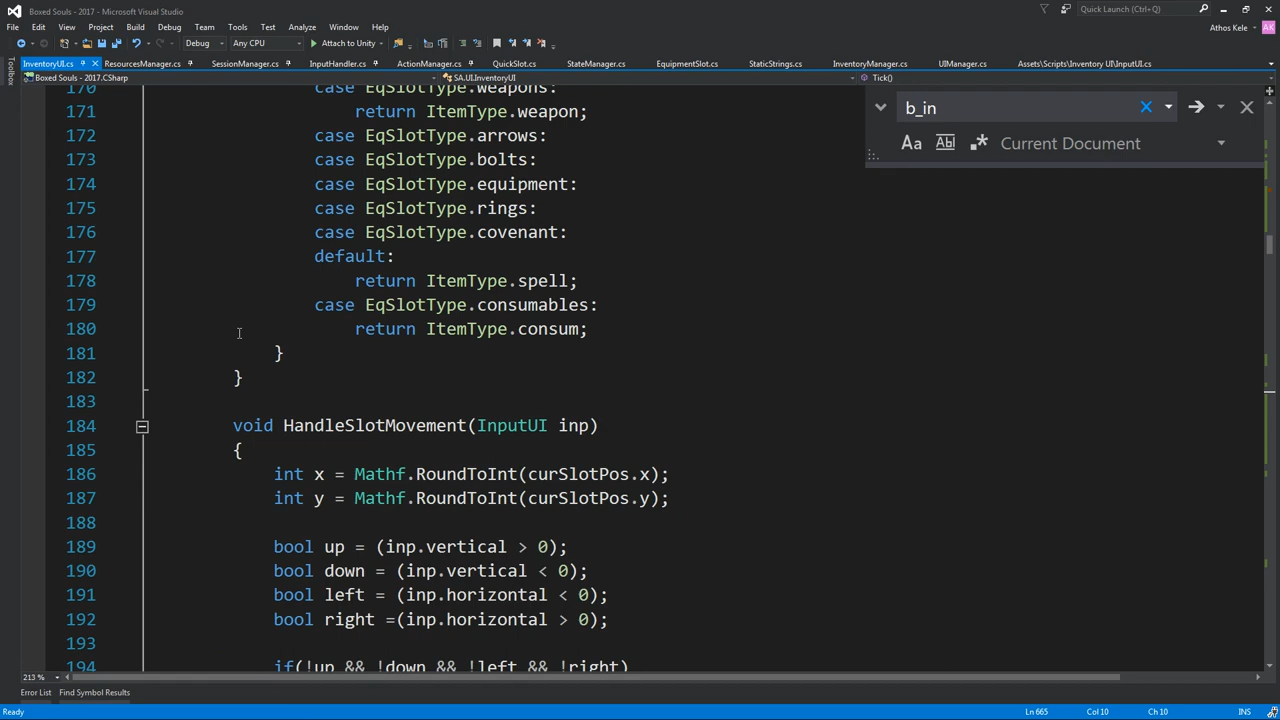 Boxed Souls - 2017 - Microsoft Visual Studio
Quick Launch (Ctrl+Q)
File Edit View Project Build Debug Team Tools Test Analyze Window Help
Athos Kele AK
Debug Any CPU Attach to Unity
InventoryUI.cs ResourcesManager.cs SessionManager.cs InputHandler.cs ActionManager.cs QuickSlot.cs StateManager.cs EquipmentSlot.cs StaticStrings.cs InventoryManager.cs UIManager.cs Assets\Scripts\Inventory UI\InputUI.cs
Toolbox
Boxed Souls - 2017.CSharp SA.UI.InventoryUI Tick()
170 case EqSlotType.weapons:
171 return ItemType.weapon;
172 case EqSlotType.arrows:
173 case EqSlotType.bolts:
174 case EqSlotType.equipment:
175 case EqSlotType.rings:
176 case EqSlotType.covenant:
177 default:
178 return ItemType.spell;
179 case EqSlotType.consumables:
180 return ItemType.consum;
181 }
182 }
183
184 void HandleSlotMovement(InputUI inp)
185 {
186 int x = Mathf.RoundToInt(curSlotPos.x);
187 int y = Mathf.RoundToInt(curSlotPos.y);
188
189 bool up = (inp.vertical > 0);
190 bool down = (inp.vertical < 0);
191 bool left = (inp.horizontal < 0);
192 bool right =(inp.horizontal > 0);
193
194 if(!up && !down && !left && !right)
b_in
Aa Abl .* Current Document
213 %
Error List Find Symbol Results
Ready Ln 665 Col 10 Ch 10 INS